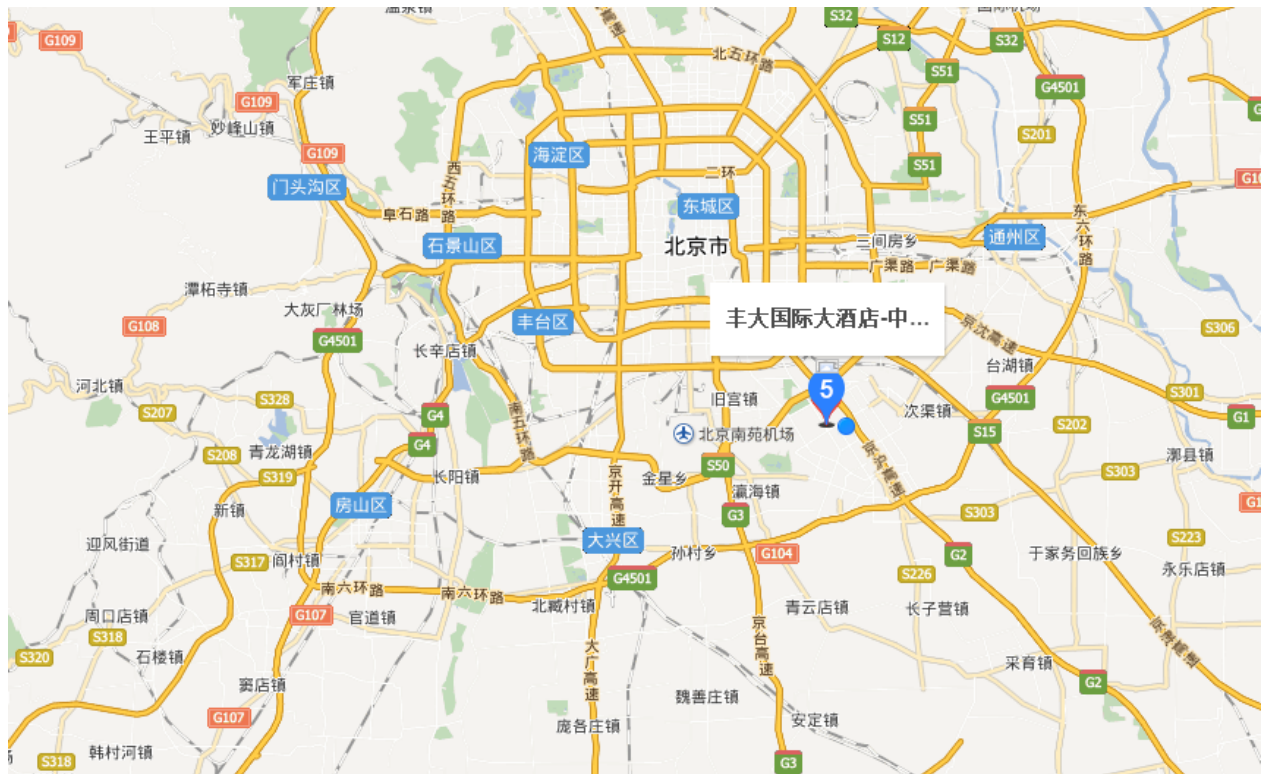 温泉镇
S32
国际机场
G109
S12
S32
北五环路
S51
G4501
军庄镇
G109
S51
S201
王平镇
妙峰山镇
G109
海淀区
S51
二环
门头沟区
西五环路
阜石路
东城区
东六环路
石景山区
北京市
三间房乡
通州区
广渠路
广渠路
潭柘寺镇
大灰厂林场
丰大国际大酒店-中...
G108
丰台区
京沈高速
S306
G4501
长辛店镇
台湖镇
河北镇
5
S301
S207
S328
旧宫镇
次渠镇
G4501
G1
南五环路
G4
北京南苑机场
S15
S202
G4
S208
青龙湖镇
京沪高速
漷县镇
S319
长阳镇
京开高速
金星乡
S50
瀛海镇
S303
新镇
房山区
G3
S303
迎风街道
大兴区
孙村乡
G104
G2
于家务回族乡
S223
S317
阎村镇
永乐店镇
G4501
S226
南六环路
南六环路
北臧村镇
青云店镇
长子营镇
周口店镇
G107
官道镇
S318
京台高速
S320
石楼镇
大广高速
采育镇
窦店镇
魏善庄镇
G2
G107
庞各庄镇
安定镇
韩村河镇
S318
G3